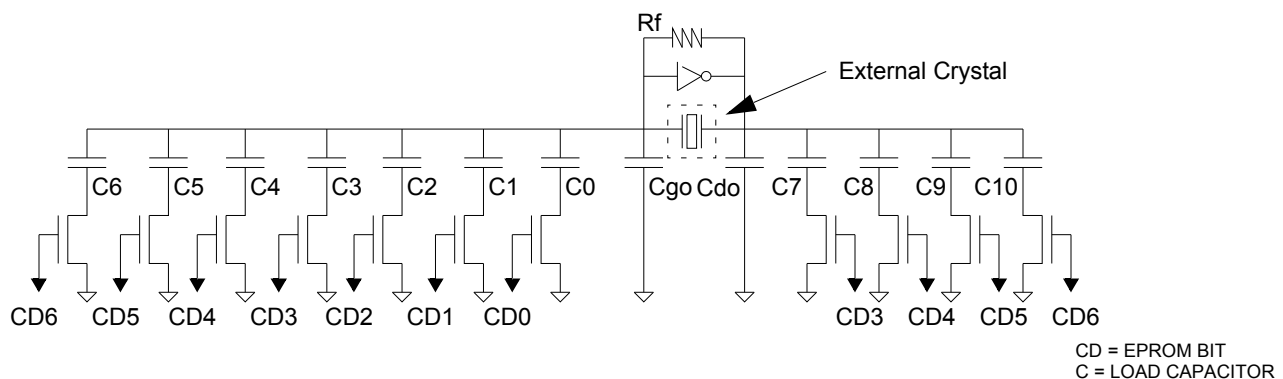 Rf
External Crystal
C6 C5 C4 C3 C2 C1 C0 Cgo Cdo C7 C8 C9 C10
CD6 CD5 CD4 CD3 CD2 CD1 CD0 CD3 CD4 CD5 CD6
CD = EPROM BIT
C = LOAD CAPACITOR